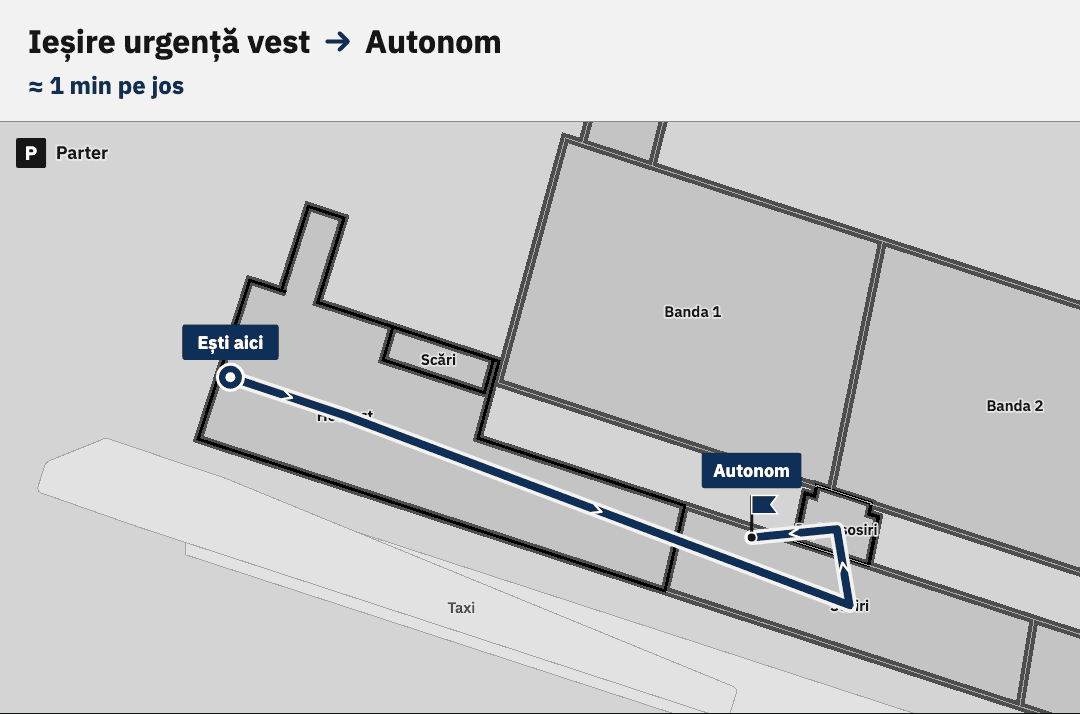 Ieșire urgență vest → Autonom
≈ 1 min pe jos
P Parter
Banda 1
Ești aici
Scări
Banda 2
Autonom
Taxi